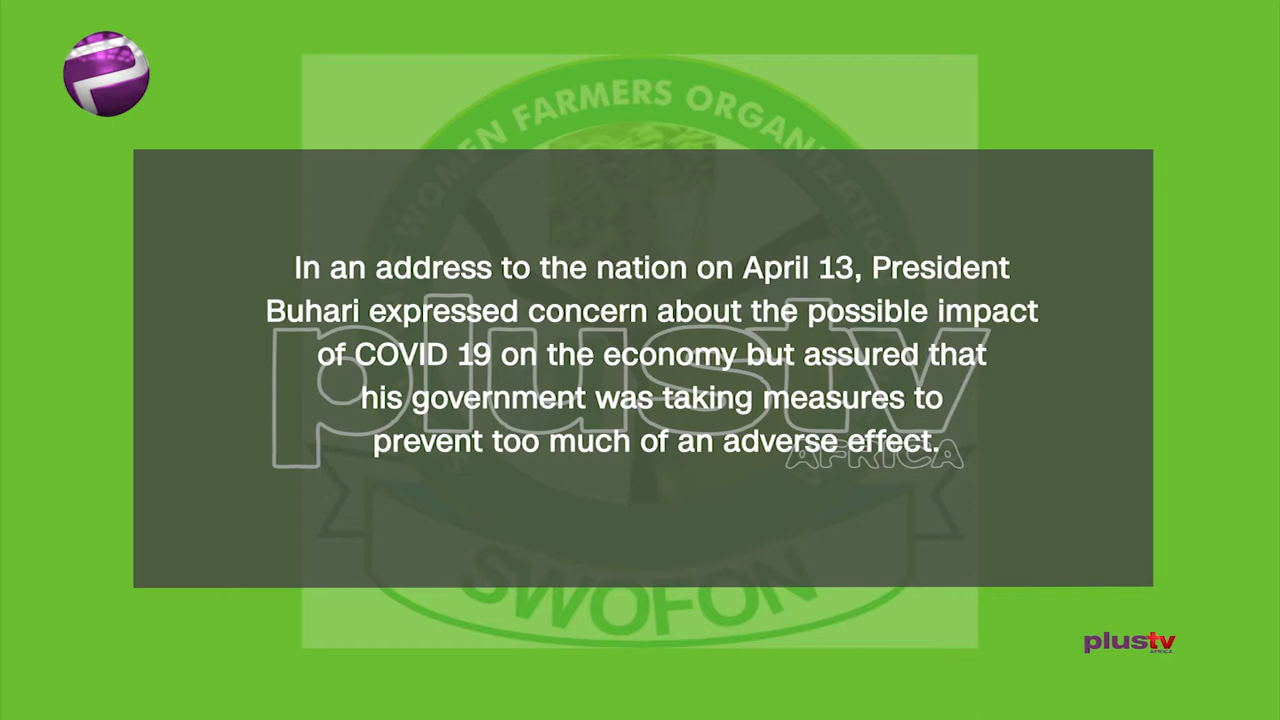 WOMEN FARMERS ORGANIZATION
In an address to the nation on April 13, President
Buhari expressed concern about the possible impact
of COVID 19 on the economy but assured that
his government was taking measures to
prevent too much of an adverse effect.
plustv
AFRICA
SWOFON
plustv
AFRICA